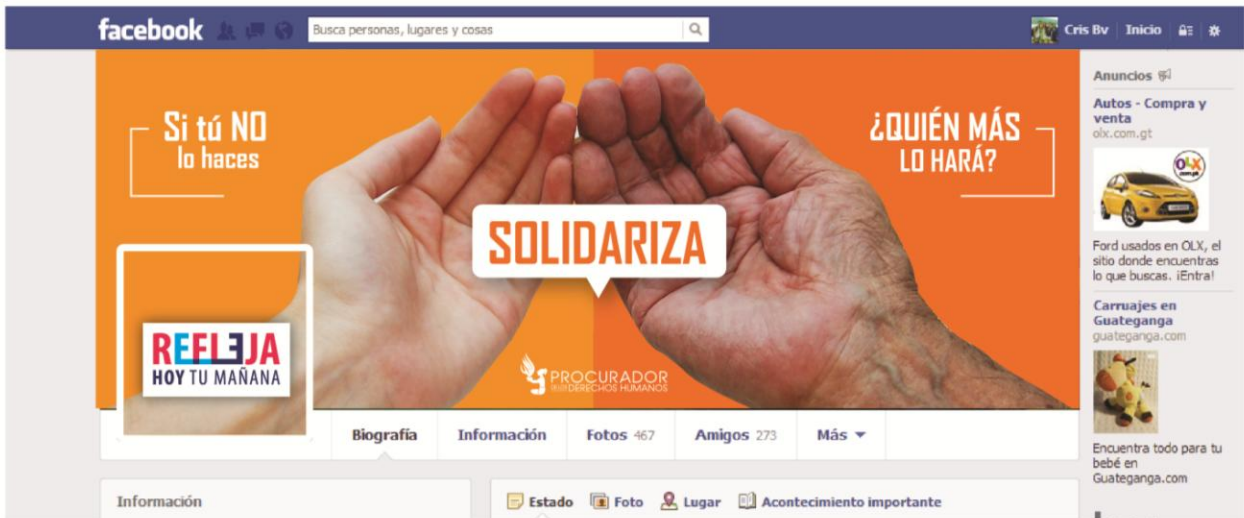 facebook
Busca personas, lugares y cosas
Cris Bv Inicio
Si tú NO
lo haces
¿QUIÉN MÁS
LO HARÁ?
SOLIDARIZA
REFLEJA
HOY TU MAÑANA
PROCURADOR
DERECHOS HUMANOS
Biografía Información Fotos 467 Amigos 273 Más
Información
Estado Foto Lugar Acontecimiento importante
Anuncios
Autos - Compra y
venta
olx.com.gt
OLX
Ford usados en OLX, el
sitio donde encuentras
lo que buscas. ¡Entra!
Carruajes en
Guateganga
guateganga.com
Encuentra todo para tu
bebé en
Guateganga.com